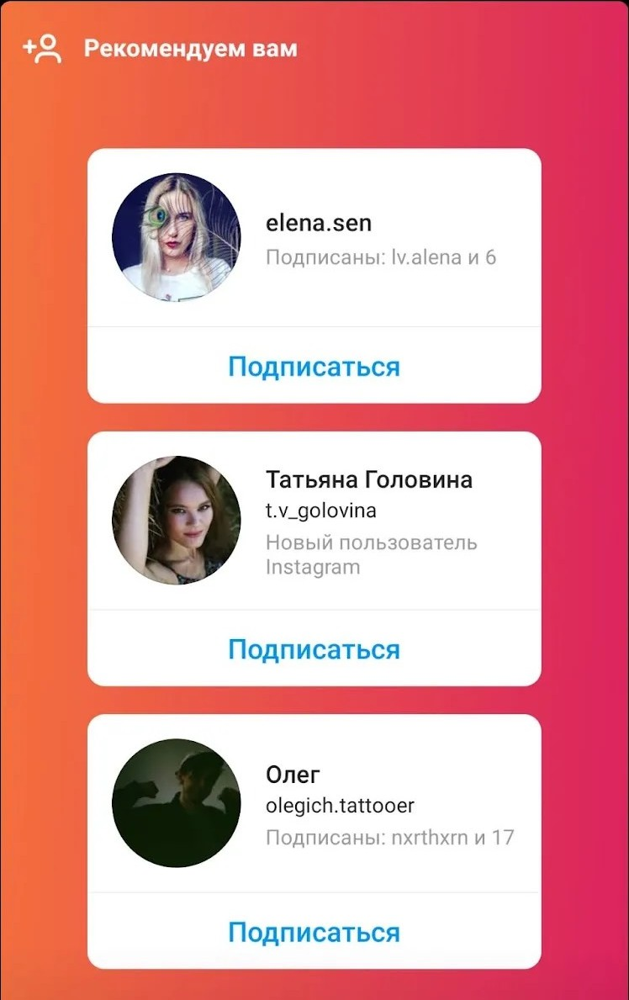 Рекомендуем вам
elena.sen
Подписаны: lv.alena и 6
Подписаться
Татьяна Головина
t.v_golovina
Новый пользователь
Instagram
Подписаться
Олег
olegich.tattooer
Подписаны: nxrthxrn и 17
Подписаться